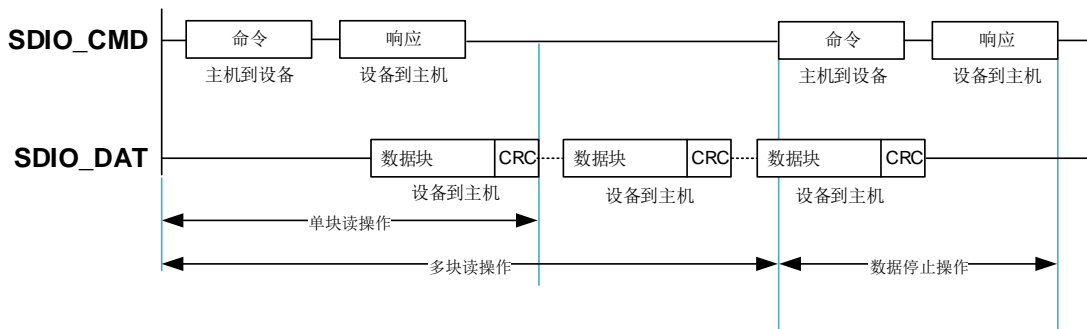 SDIO_CMD
命令
响应
命令
响应
主机到设备
设备到主机
主机到设备
设备到主机
SDIO_DAT
数据块
CRC
数据块
CRC
数据块
CRC
设备到主机
设备到主机
设备到主机
单块读操作
多块读操作
数据停止操作